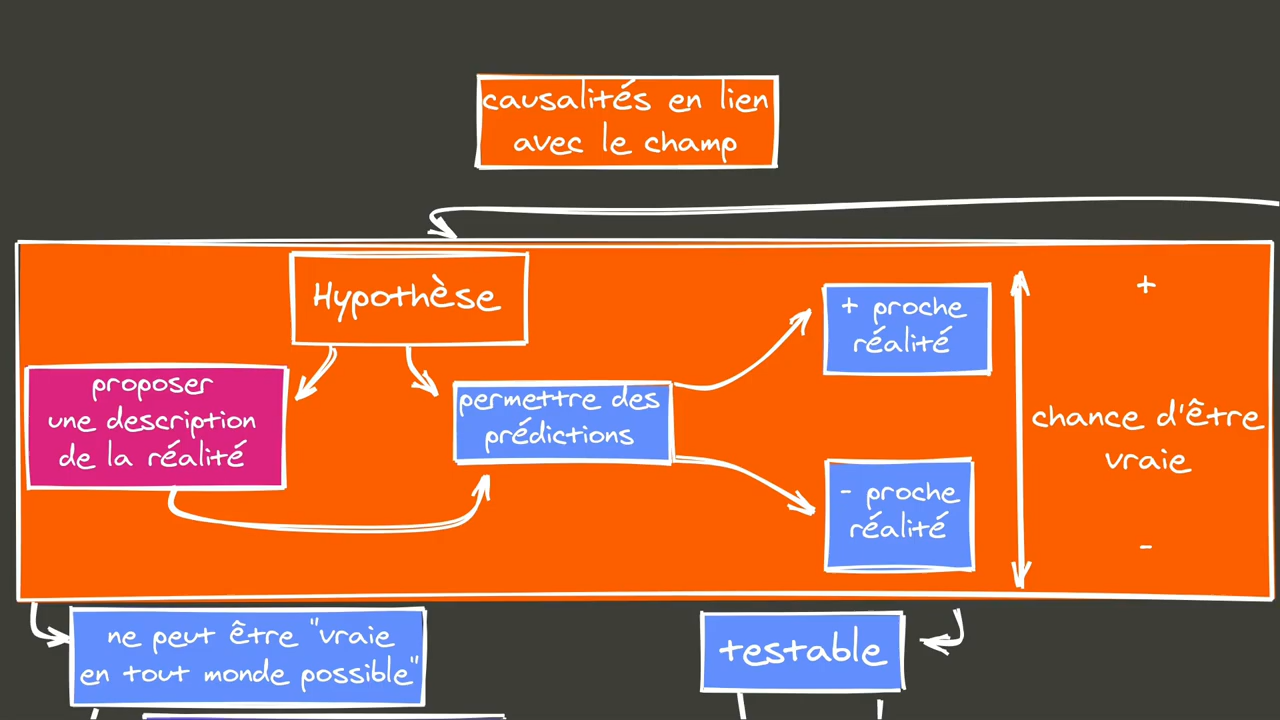 causalités en lien
avec le champ
Hypothèse
proposer
une description
de la réalité
permettre des
prédictions
+ proche
réalité
- proche
réalité
+
chance d'être
vraie
-
ne peut être "vraie
en tout monde possible"
testable